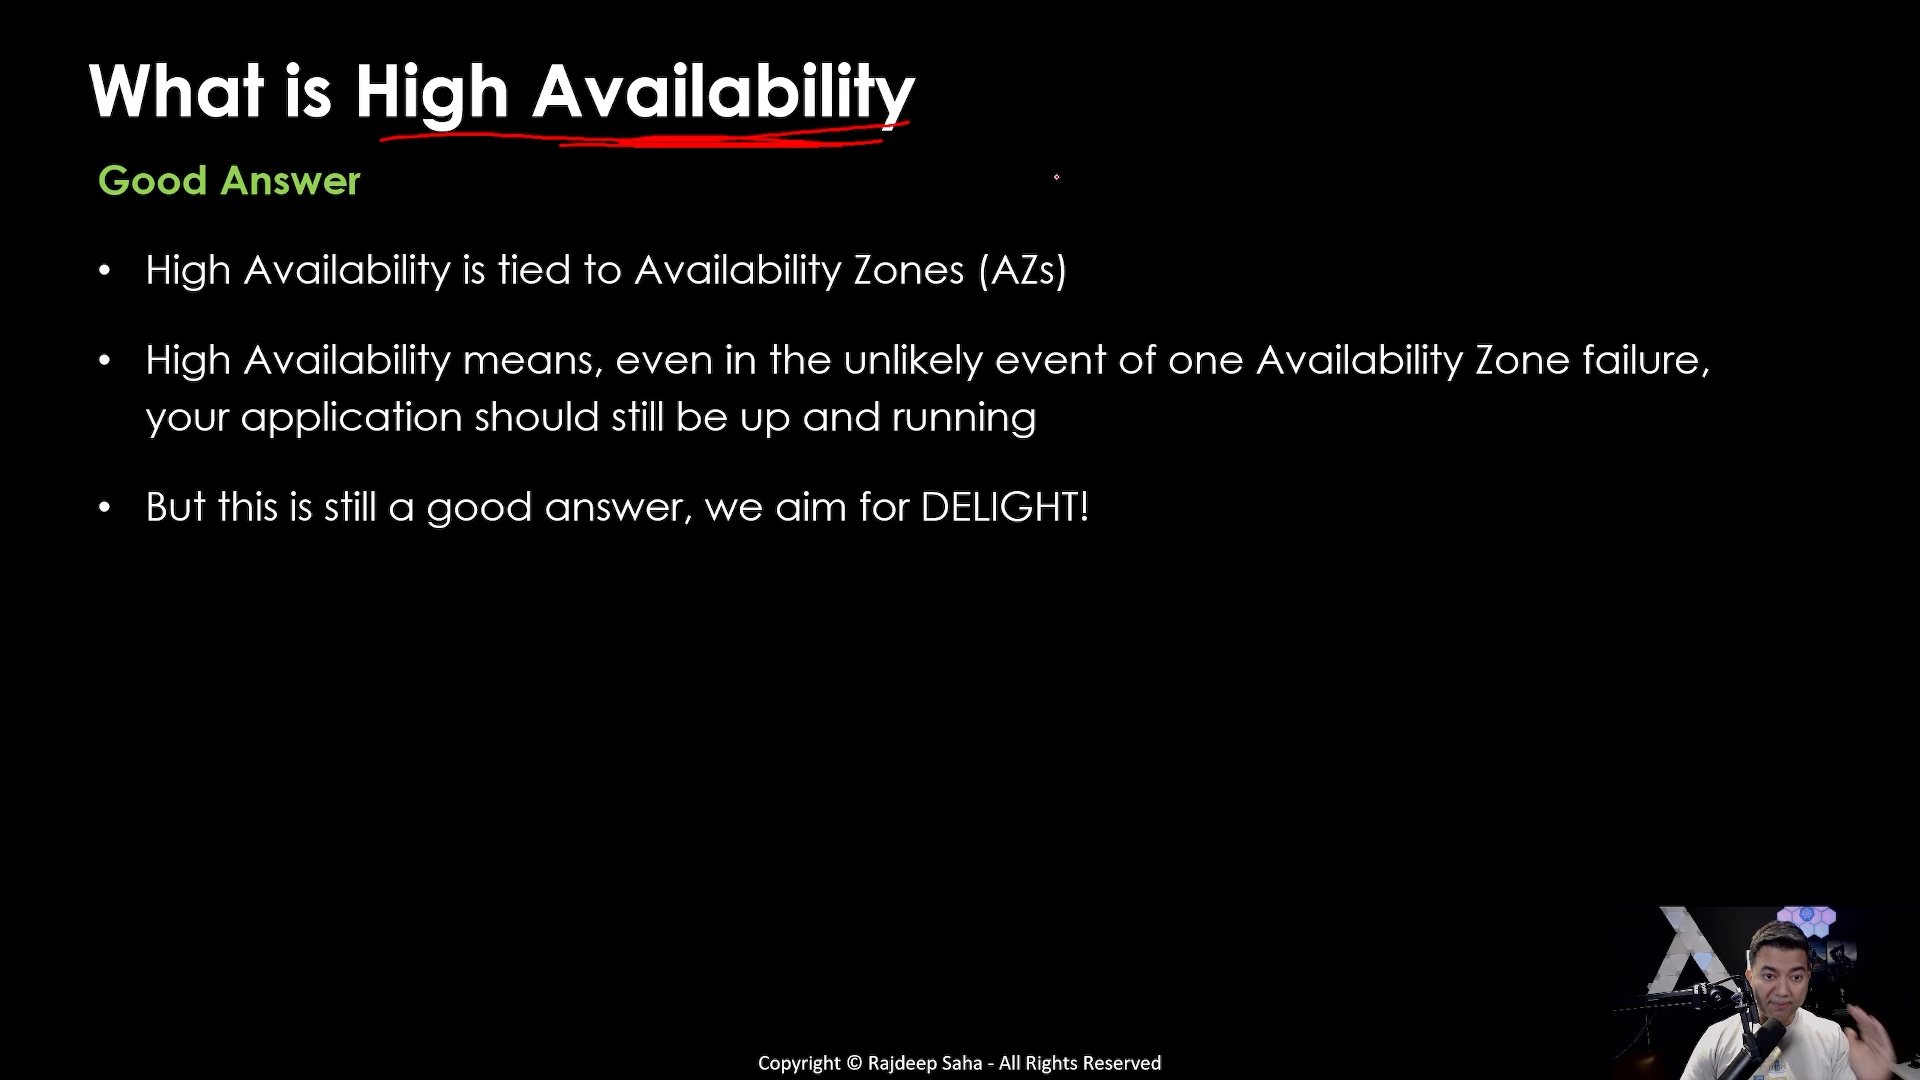 What is High Availability
Good Answer
• High Availability is tied to Availability Zones (AZs)
• High Availability means, even in the unlikely event of one Availability Zone failure,
your application should still be up and running
• But this is still a good answer, we aim for DELIGHT!
Copyright © Rajdeep Saha - All Rights Reserved